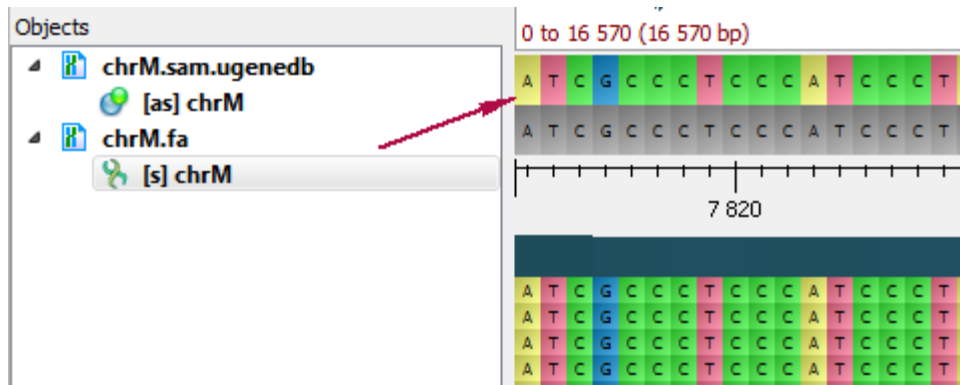 Objects
chrM.sam.ugenedb
[as] chrM
chrM.fa
[s] chrM
0 to 16 570 (16 570 bp)
A T C G C C C T C C C A T C C C T
A T C G C C C T C C C A T C C C T
7 820
A T C G C C C T C C C A T C C C T
A T C G C C C T C C C A T C C C T
A T C G C C C T C C C A T C C C T
A T C G C C C T C C C A T C C C T